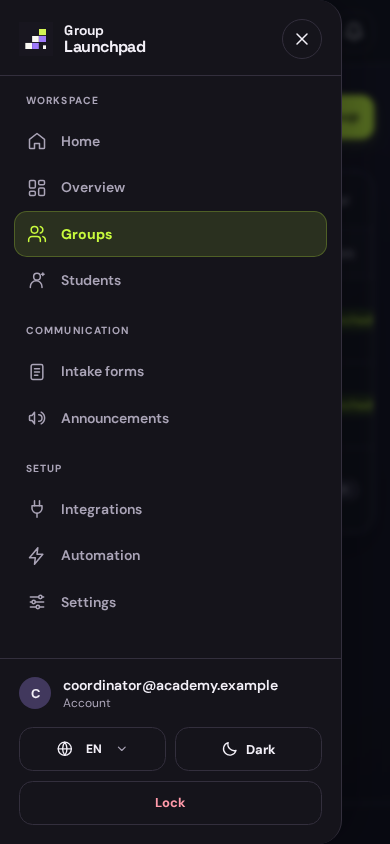 Group
Launchpad
WORKSPACE
Home
Overview
Groups
Students
COMMUNICATION
Intake forms
Announcements
SETUP
Integrations
Automation
Settings
C
coordinator@academy.example
Account
EN
Dark
Lock